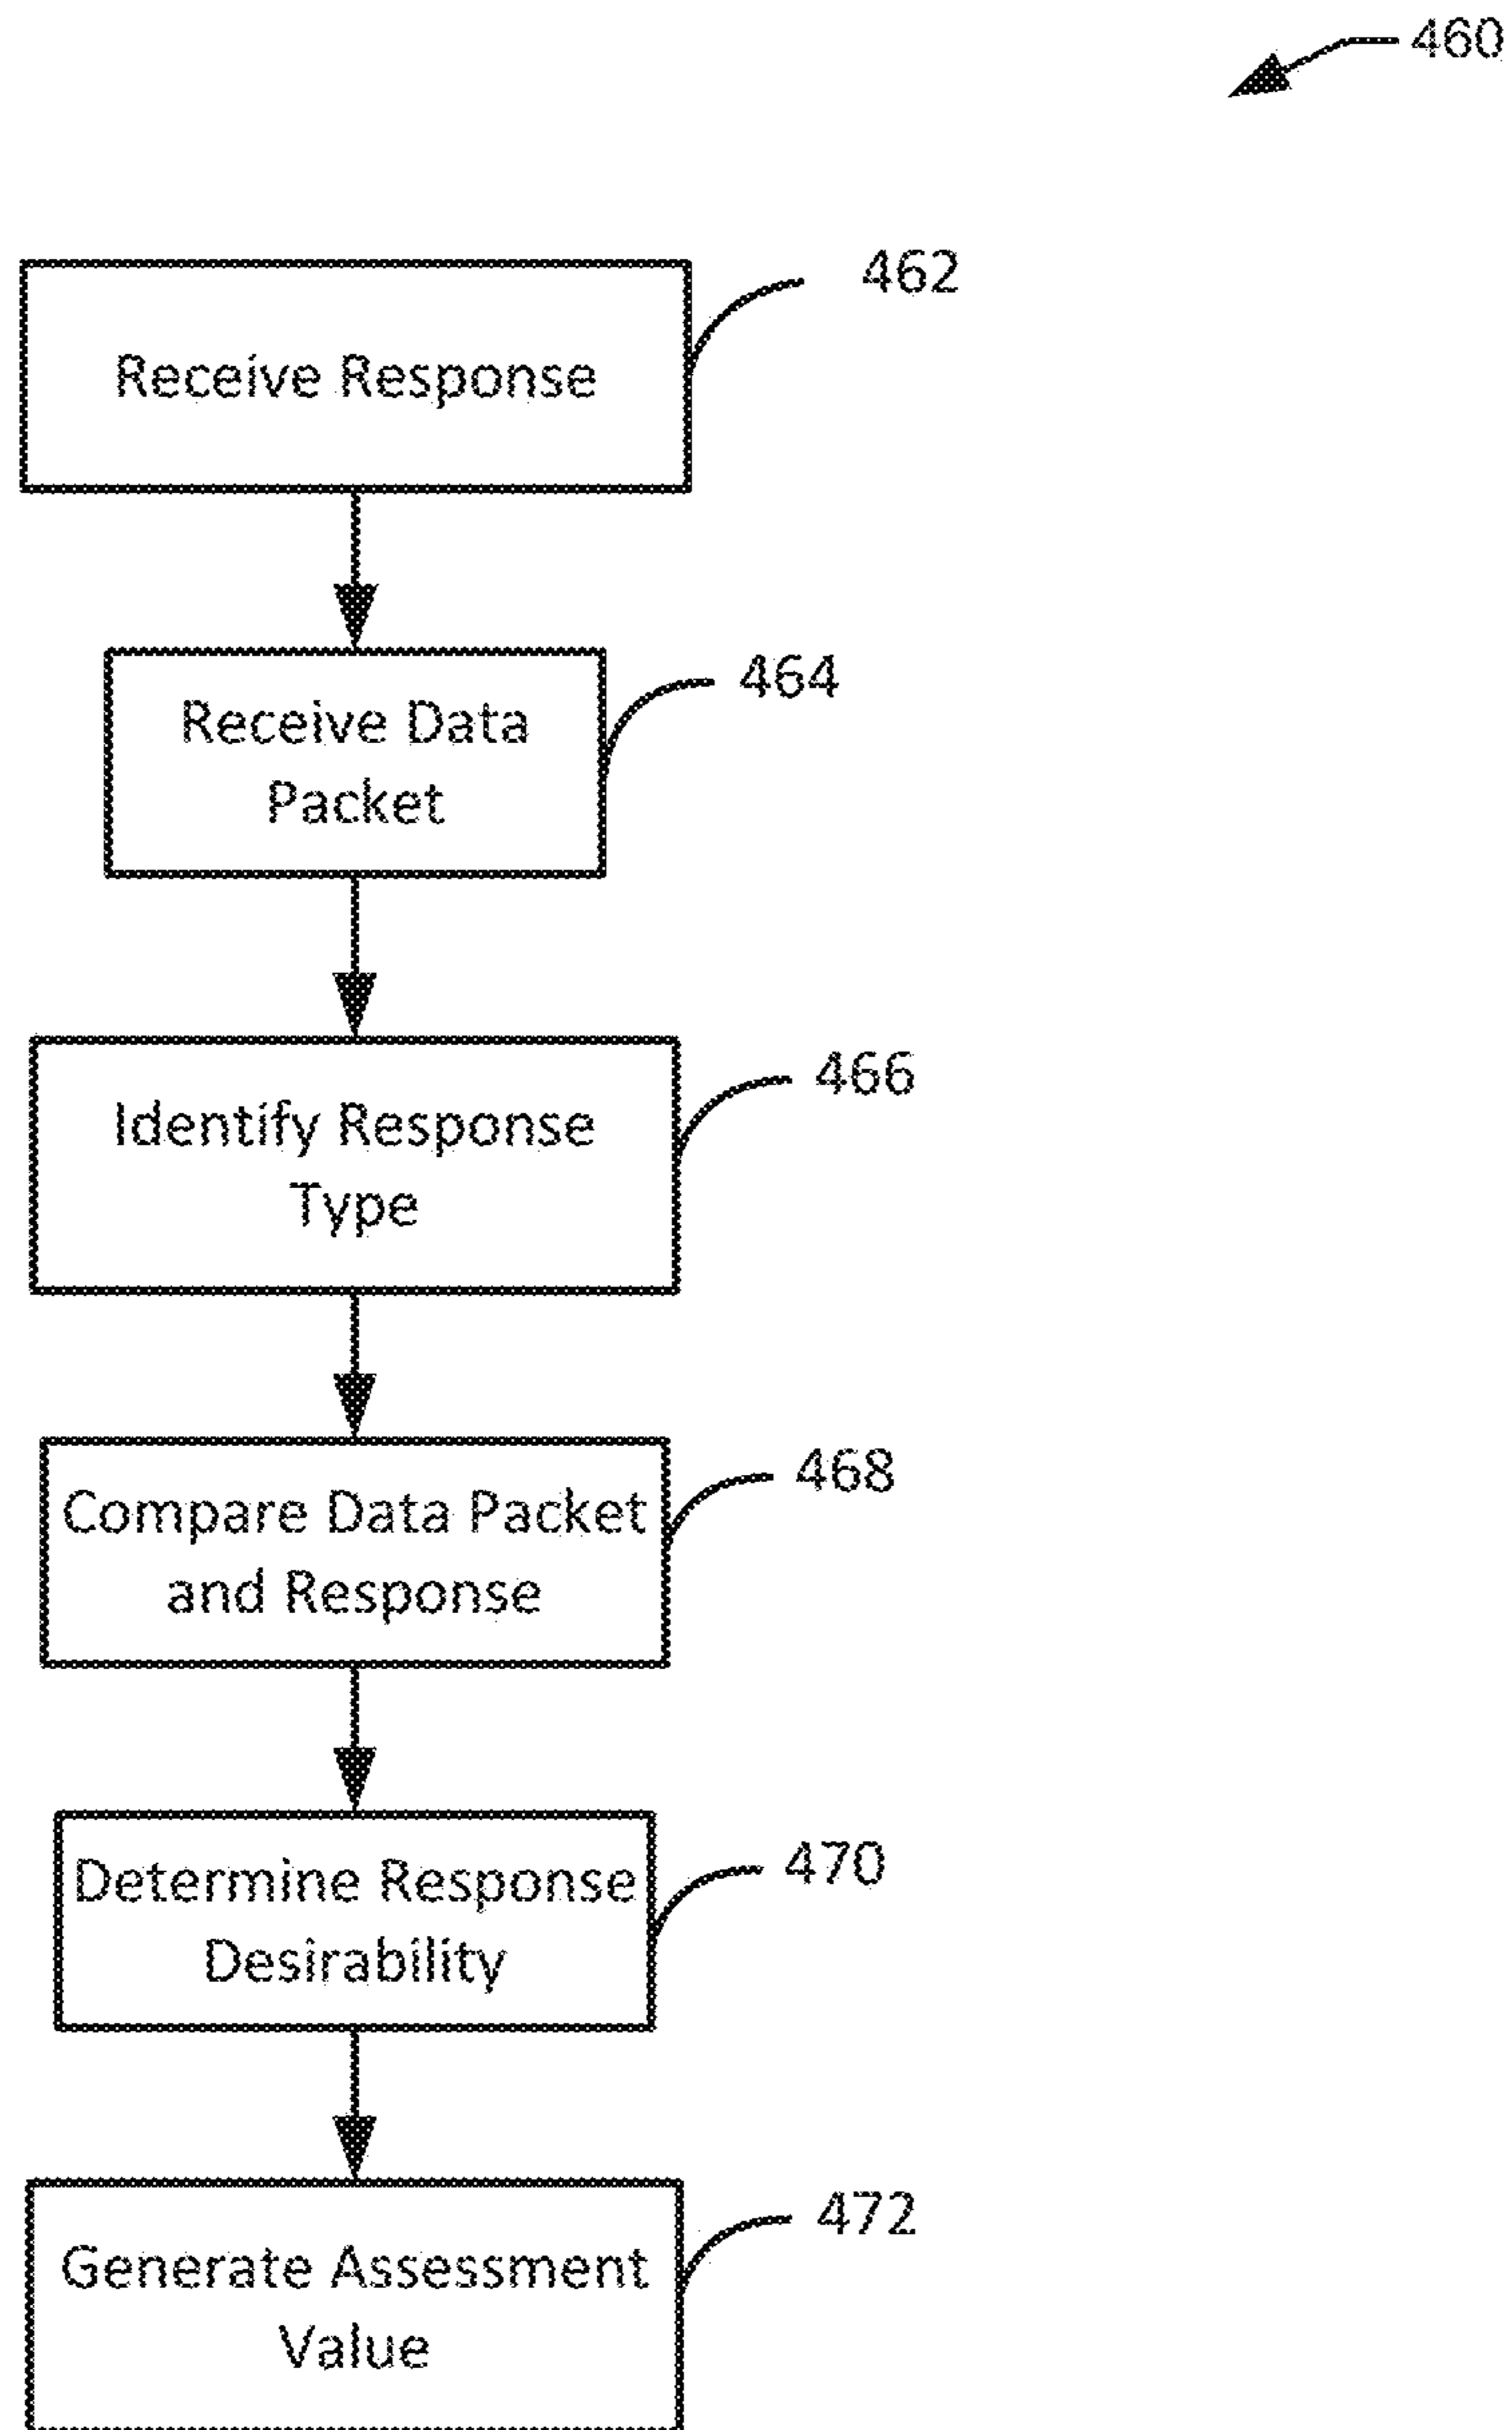 460
462
Receive Response
464
Receive Data
Packet
466
Identify Response
Type
468
Compare Data Packet
and Response
470
Determine Response
Desirability
472
Generate Assessment
Value